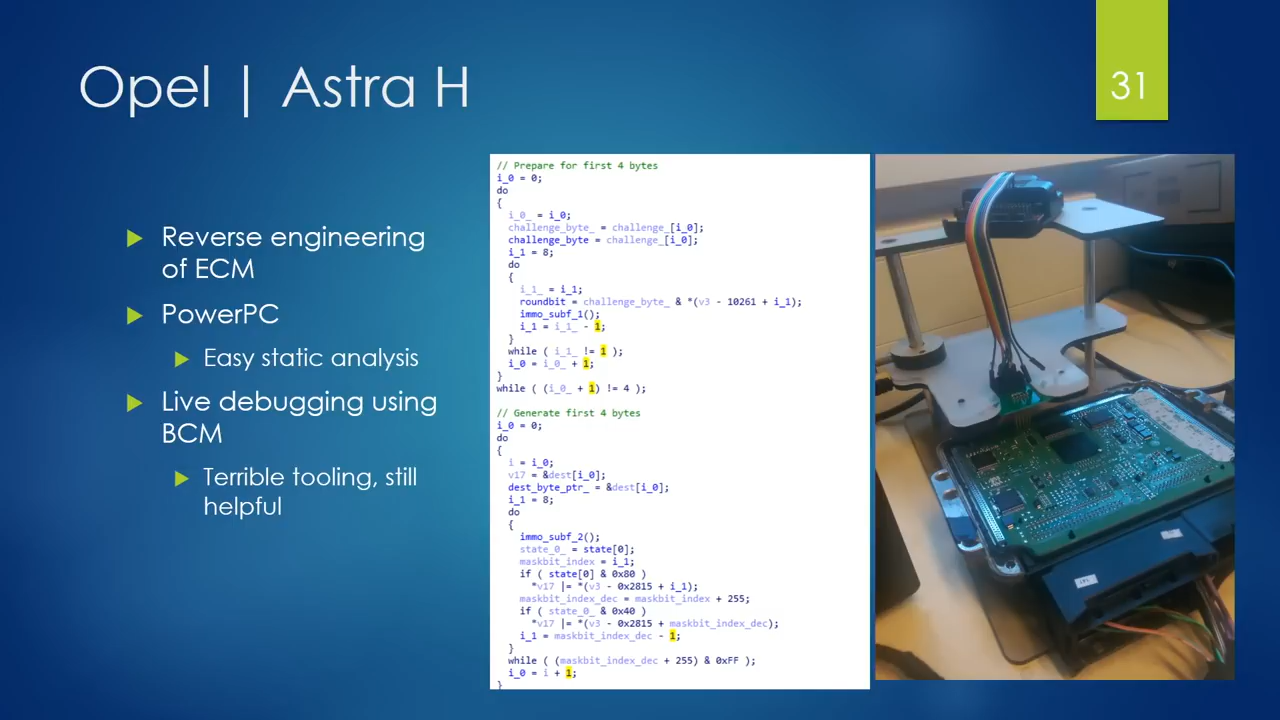 Opel | Astra H
31
Reverse engineering
of ECM
PowerPC
Easy static analysis
Live debugging using
BCM
Terrible tooling, still
helpful
// Prepare for first 4 bytes
i_0 = 0;
do
{
i_0_ = i_0;
challenge_byte_ = challenge_[i_0];
challenge_byte = challenge_[i_0];
i_1 = 8;
do
{
i_1_ = i_1;
roundbit = challenge_byte_ & *(v3 - 10261 + i_1);
immo_subf_1();
i_1 = i_1_ - 1;
}
while ( i_1_ != 1 );
i_0 = i_0_ + 1;
}
while ( (i_0_ + 1) != 4 );
// Generate first 4 bytes
i_0 = 0;
do
{
i = i_0;
v17 = &dest[i_0];
dest_byte_ptr_ = &dest[i_0];
i_1 = 8;
do
{
immo_subf_2();
state_0_ = state[0];
maskbit_index = i_1;
if ( state[0] & 0x80 )
*v17 |= *(v3 - 0x2815 + i_1);
maskbit_index_dec = maskbit_index + 255;
if ( state_0_ & 0x40 )
*v17 |= *(v3 - 0x2815 + maskbit_index_dec);
i_1 = maskbit_index_dec - 1;
}
while ( (maskbit_index_dec + 255) & 0xFF );
i_0 = i + 1;
}